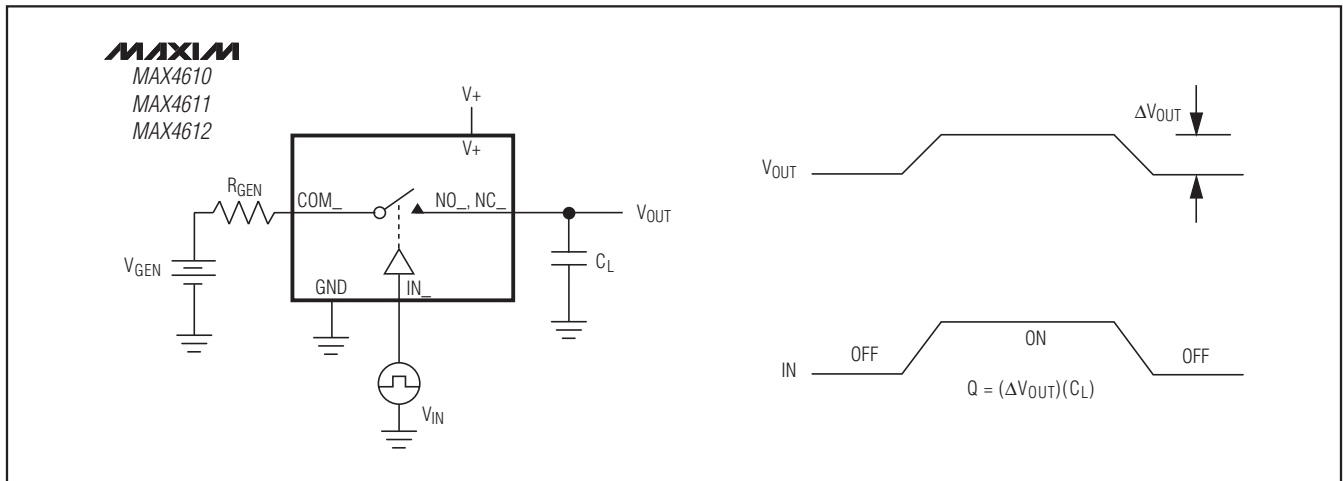 MAXIM
MAX4610
MAX4611
MAX4612
V+
V+
RGEN
COM_
NO_, NC_
VOUT
VGEN
CL
GND
IN_
VIN
ΔVOUT
VOUT
IN
OFF
ON
OFF
Q = (ΔVOUT)(CL)